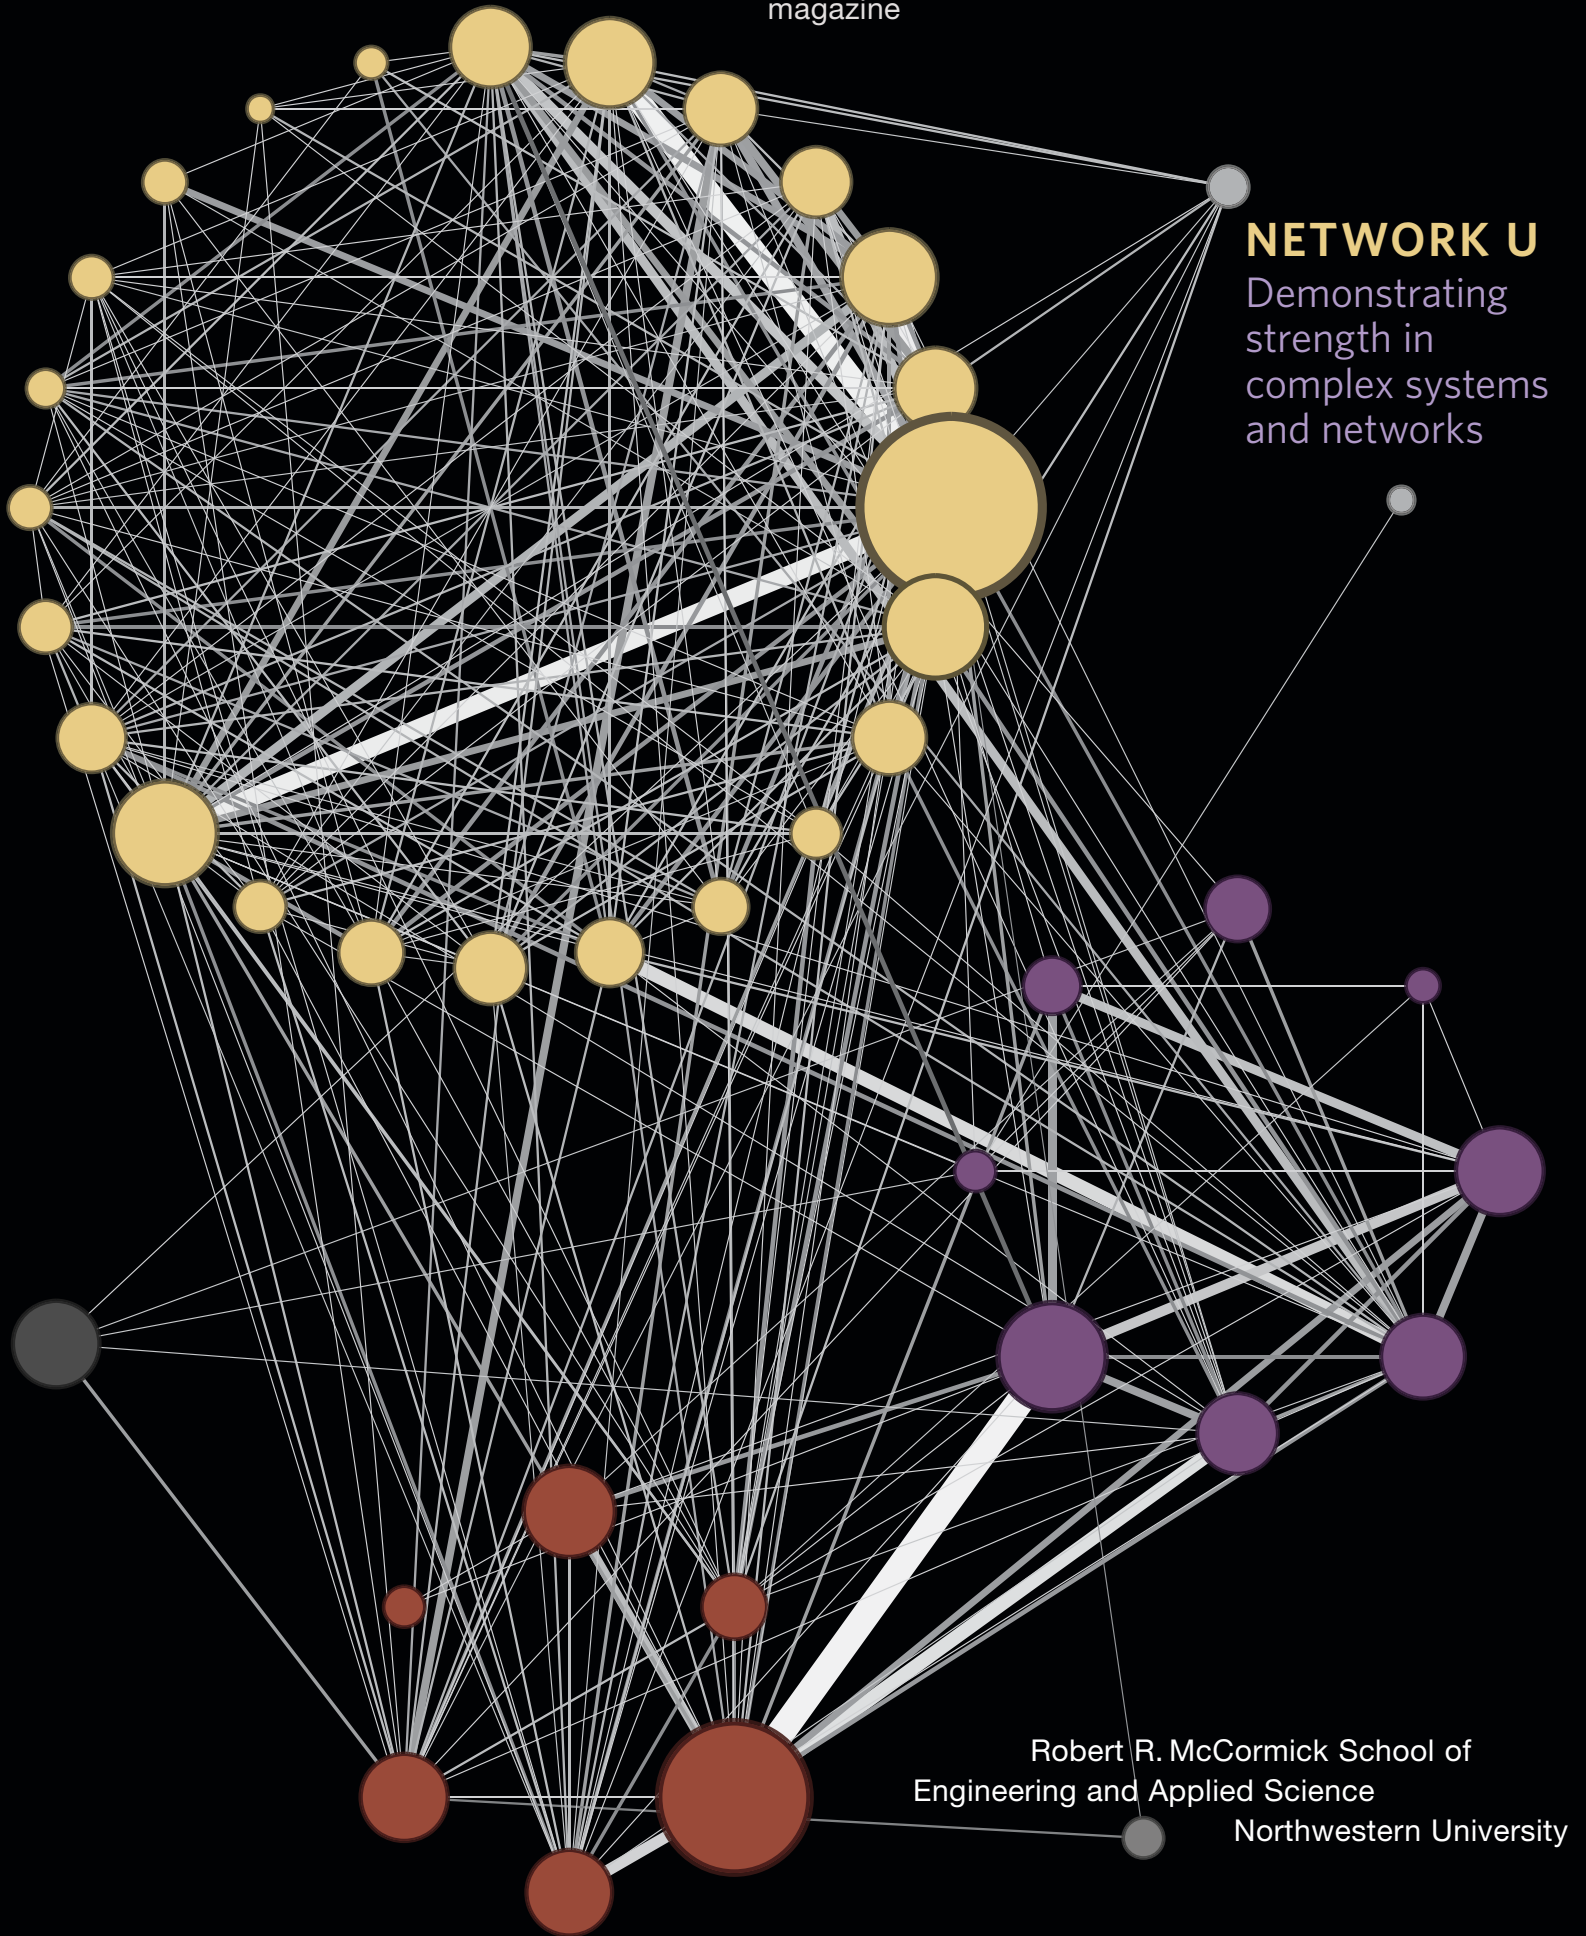 magazine
NETWORK U
Demonstrating
strength in
complex systems
and networks
Robert R. McCormick School of
Engineering and Applied Science
Northwestern University